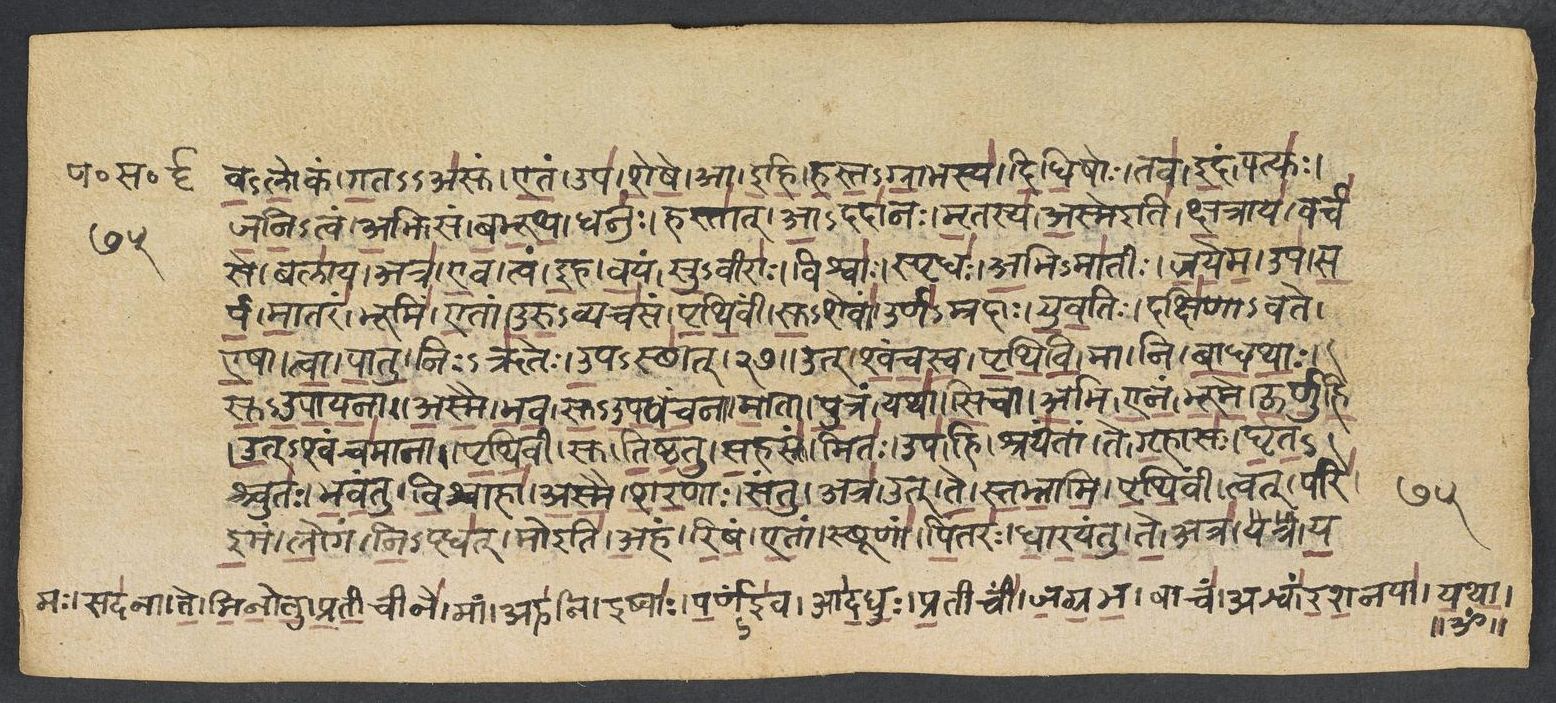 प॰स॰६ वऽलोकं।गतऽऽअसुं।एतं।उप।शेषे।आ।इहि।हस्तऽग्राभस्य।दिधिषोः।तव।इदं।पत्युः।
७५ जनिऽत्वं।अभि।सं।बभूथ।धनुः।हस्तात्।आऽददानः।मृतस्य।अस्मेइति।क्षत्राय।वर्च
से।बलाय।अत्र।एव।त्वं।इह।वयं।सुऽवीराः।विश्वाः।स्पृधः।अभिऽमातीः।जयेम।उप।स
र्प।मातरं।भूमिं।एतां।उरुऽव्यचसं।पृथिवीं।सुऽशेवां।उर्णऽम्रदाः।युवतिः।दक्षिणाऽवते।
एषा।त्वा।पातु।निःऽऋतेः।उपऽस्थात्।२७॥उत्।श्वंचस्व।पृथिवि।मा।नि।बाधथाः।
सुऽउपायना।अस्मै।भव।सुऽउपवंचना।माता।पुत्रं।यथा।सिचा।अभि।एनं।भूमे।ऊर्णुहि
।उत्ऽश्वंचमाना।पृथिवी।सु।तिष्ठतु।सहस्रं।मितः।उप।हि।श्रयंतां।ते।गृहासः।घृतऽ
श्चुतः।भवंतु।विश्वाहा।अस्मै।शरणाः।संतु।अत्र।उत्।ते।स्तभ्नामि।पृथिवीं।त्वत्।परि ७५
इमं।लोगं।निऽदधत्।मोइति।अहं।रिषं।एतां।स्थूणां।पितरः।धारयंतु।ते।अत्र।य
मः।सदना।ते।मिनोतु।प्रतीचीने।मां।अहनि।इष्वाः।पर्णंऽइव।आ।दधुः।प्रतीचीं।जग्रभ।वाचं।अश्वं।रशनया।यथा।
॥ॐ॥